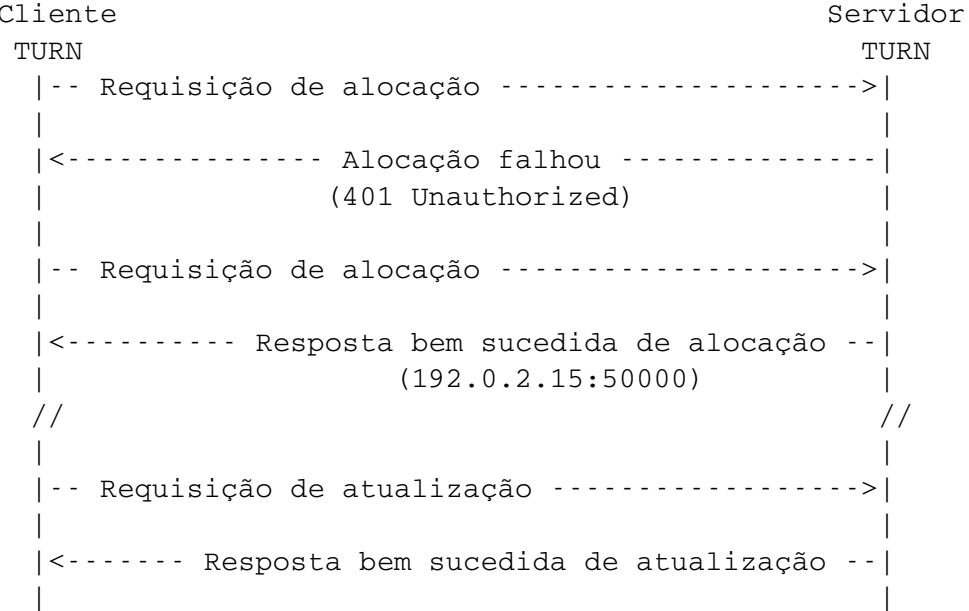 Cliente Servidor
TURN TURN
|-- Requisição de alocação --------------------->|
| |
|<--------------- Alocação falhou ---------------|
| (401 Unauthorized) |
| |
|-- Requisição de alocação --------------------->|
| |
|<---------- Resposta bem sucedida de alocação --|
| (192.0.2.15:50000) |
// //
| |
|-- Requisição de atualização ------------------>|
| |
|<------- Resposta bem sucedida de atualização --|
| |